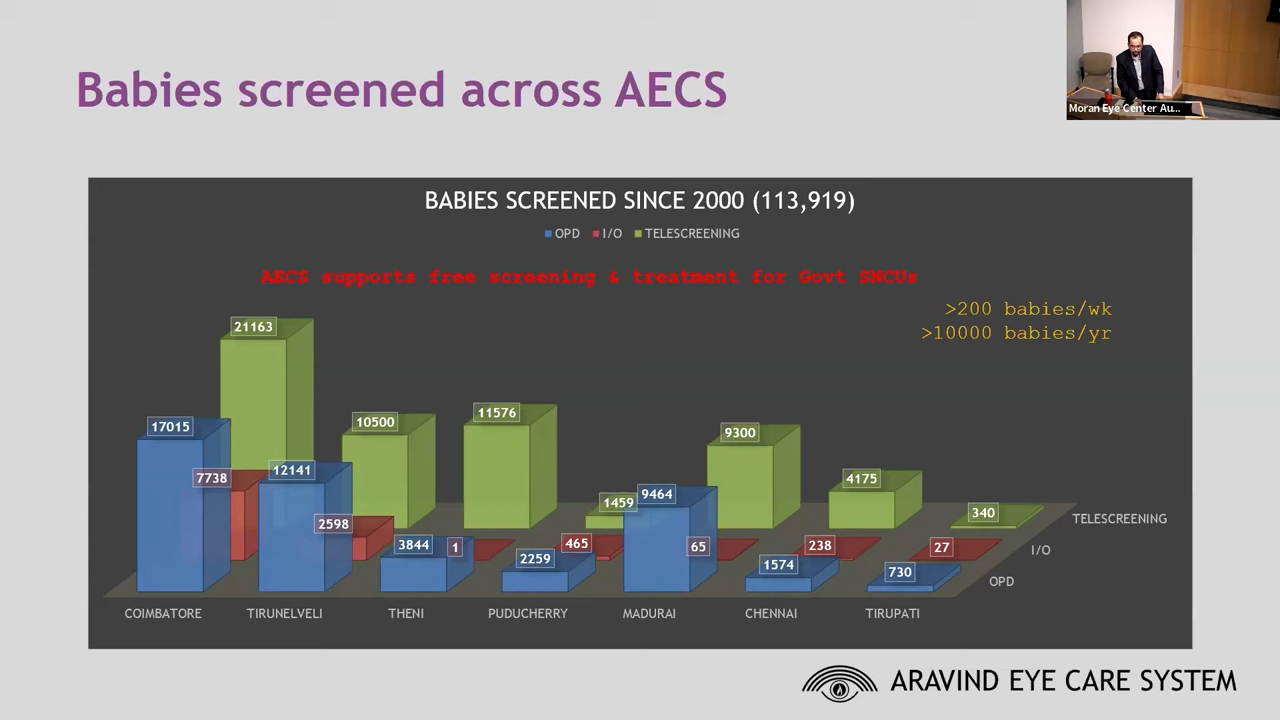 Babies screened across AECS
Moran Eye Center Au...
BABIES SCREENED SINCE 2000 (113,919)
OPD I/O TELESCREENING
AECS supports free screening & treatment for Govt SNCUs
>200 babies/wk
>10000 babies/yr
21163
17015
10500
11576
9300
7738
12141
2598
1459
9464
4175
3844
1
2259
465
65
1574
238
730
27
340
TELESCREENING
I/O
OPD
COIMBATORE TIRUNELVELI THENI PUDUCHERRY MADURAI CHENNAI TIRUPATI
ARAVIND EYE CARE SYSTEM